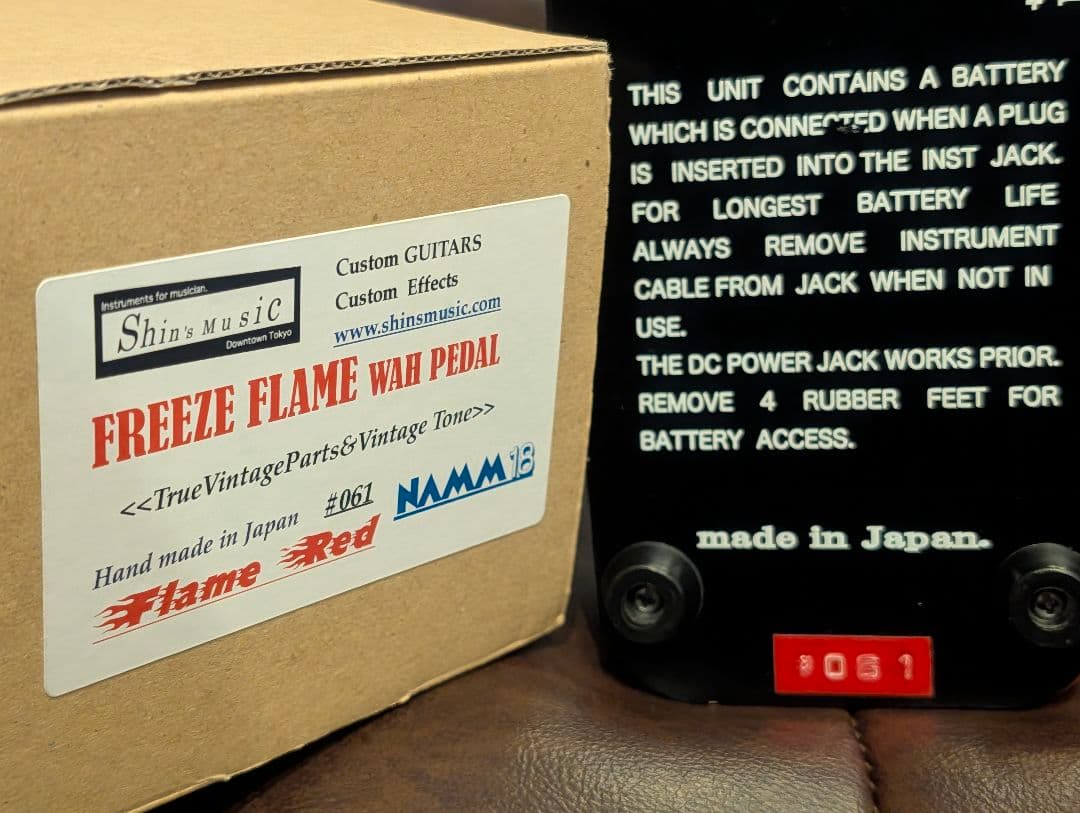 Instruments for musician.
Shin's Music
Downtown Tokyo
Custom GUITARS
Custom Effects
www.shinsmusic.com
FREEZE FLAME WAH PEDAL
<<TrueVintageParts&Vintage Tone>>
Hand made in Japan #061 NAMM18
Flame Red
THIS UNIT CONTAINS A BATTERY
WHICH IS CONNECTED WHEN A PLUG
IS INSERTED INTO THE INST JACK.
FOR LONGEST BATTERY LIFE
ALWAYS REMOVE INSTRUMENT
CABLE FROM JACK WHEN NOT IN
USE.
THE DC POWER JACK WORKS PRIOR.
REMOVE 4 RUBBER FEET FOR
BATTERY ACCESS.
made in Japan.
#061